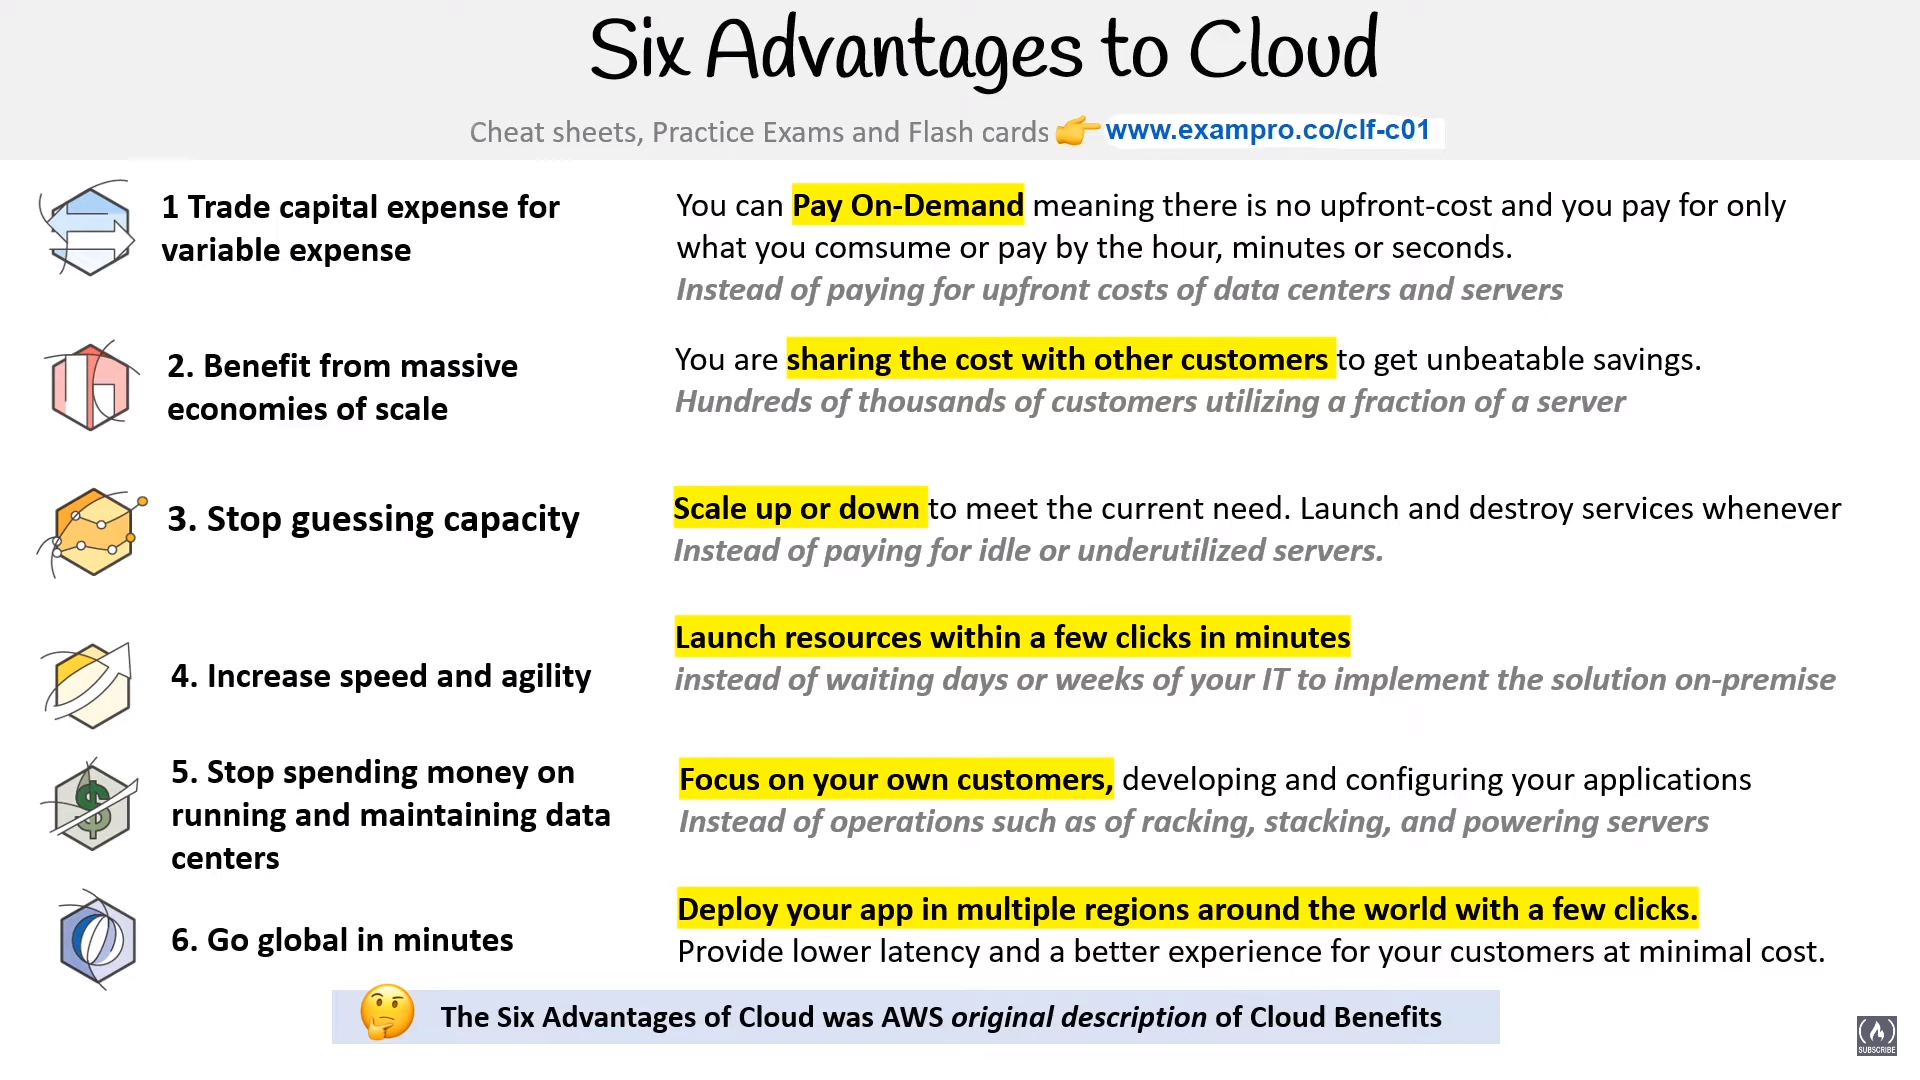 Six Advantages to Cloud
Cheat sheets, Practice Exams and Flash cards 👉 www.exampro.co/clf-c01
1 Trade capital expense for
variable expense
You can Pay On-Demand meaning there is no upfront-cost and you pay for only
what you comsume or pay by the hour, minutes or seconds.
Instead of paying for upfront costs of data centers and servers
2. Benefit from massive
economies of scale
You are sharing the cost with other customers to get unbeatable savings.
Hundreds of thousands of customers utilizing a fraction of a server
3. Stop guessing capacity
Scale up or down to meet the current need. Launch and destroy services whenever
Instead of paying for idle or underutilized servers.
4. Increase speed and agility
Launch resources within a few clicks in minutes
instead of waiting days or weeks of your IT to implement the solution on-premise
5. Stop spending money on
running and maintaining data
centers
Focus on your own customers, developing and configuring your applications
Instead of operations such as of racking, stacking, and powering servers
6. Go global in minutes
Deploy your app in multiple regions around the world with a few clicks.
Provide lower latency and a better experience for your customers at minimal cost.
🤔 The Six Advantages of Cloud was AWS original description of Cloud Benefits
SUBSCRIBE